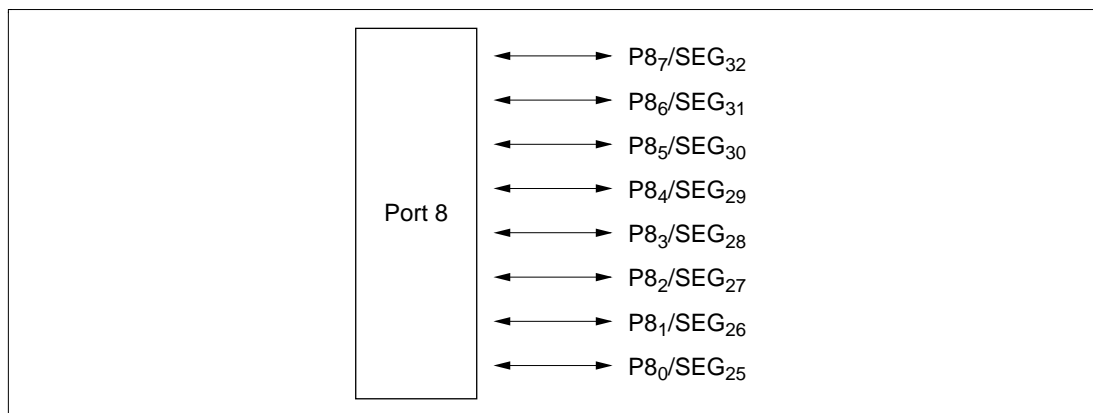 P8₇/SEG₃₂
P8₆/SEG₃₁
P8₅/SEG₃₀
P8₄/SEG₂₉
Port 8
P8₃/SEG₂₈
P8₂/SEG₂₇
P8₁/SEG₂₆
P8₀/SEG₂₅